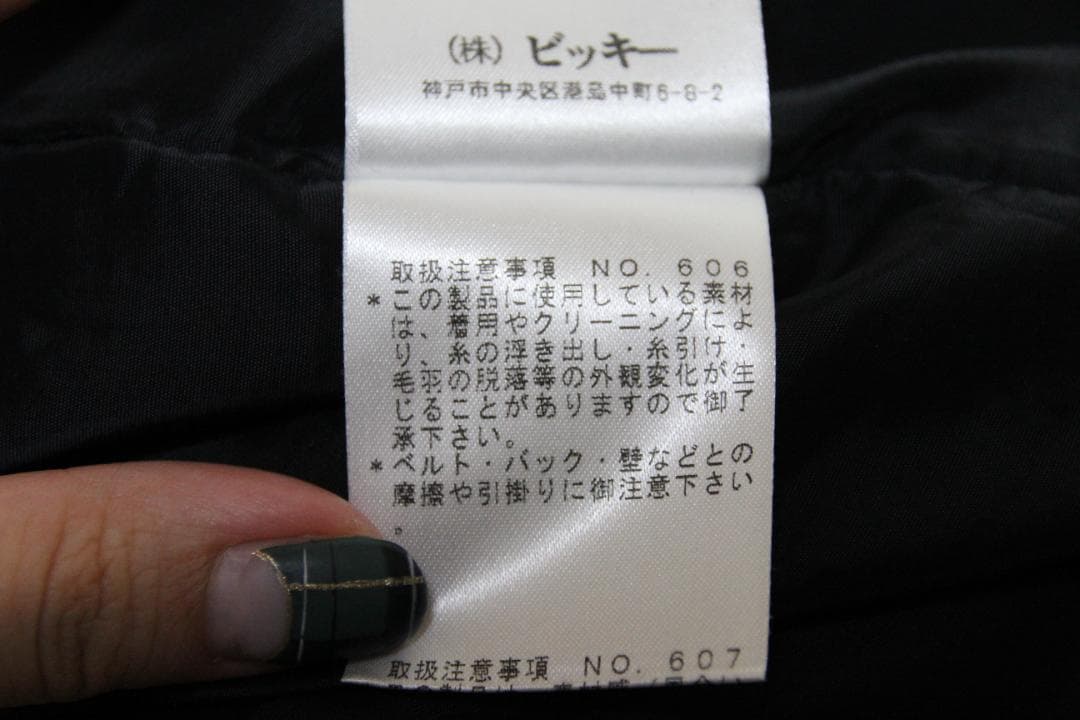 （株）ビッキー
神戸市中央区港島中町6-8-2
取扱注意事項 NO. 606
*この製品に使用している素材
は、着用やクリーニングによ
り、糸の浮き出し・糸引け・
毛羽の脱落等の外観変化が生
じることがありますので御了
承下さい。
*ベルト・バック・壁などとの
摩擦や引掛りに御注意下さい
。
取扱注意事項 NO. 607